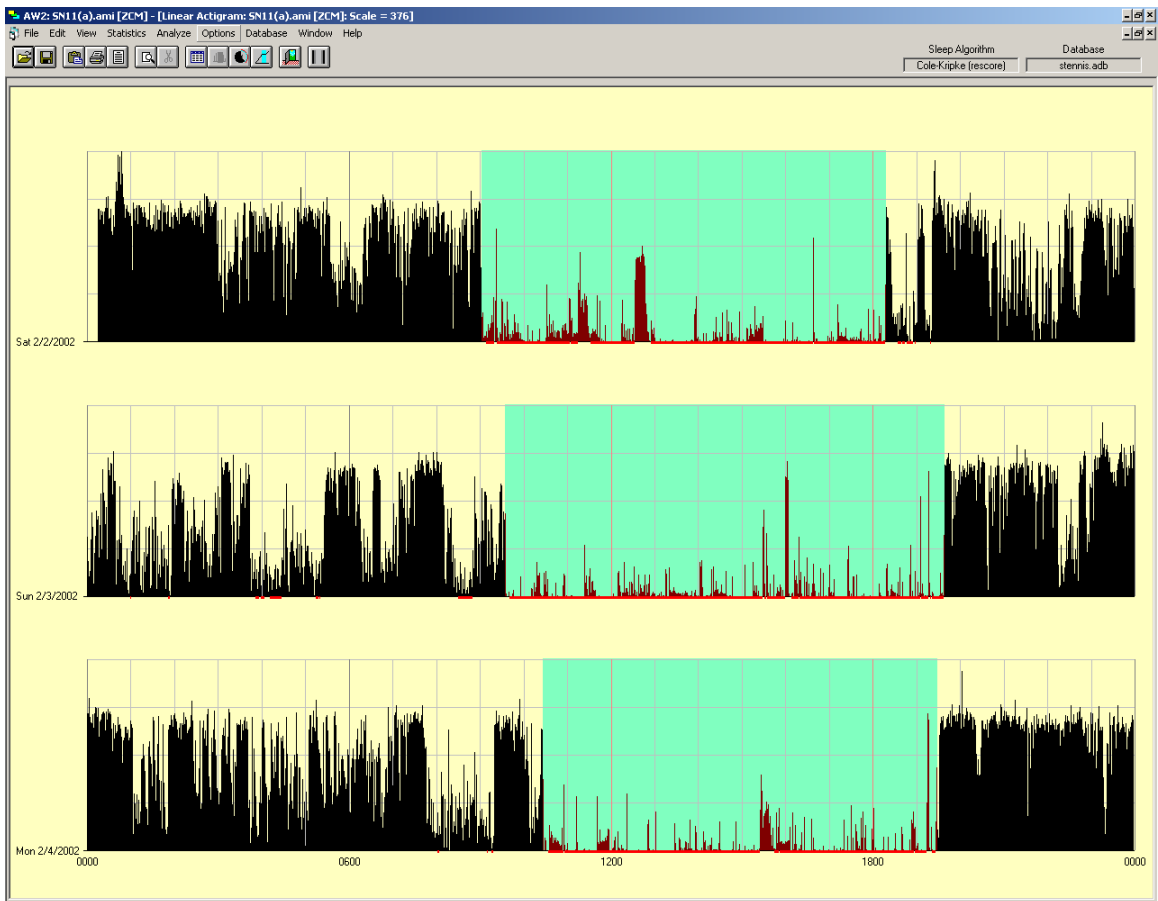 AW2: SN11(a).ami [ZCM] - [Linear Actigram: SN11(a).ami [ZCM]: Scale = 376]
File Edit View Statistics Analyze Options Database Window Help
Sleep Algorithm Database
Cole-Kripke (rescore) stennis.adb
Sat 2/2/2002
Sun 2/3/2002
Mon 2/4/2002
0000 0600 1200 1800 0000